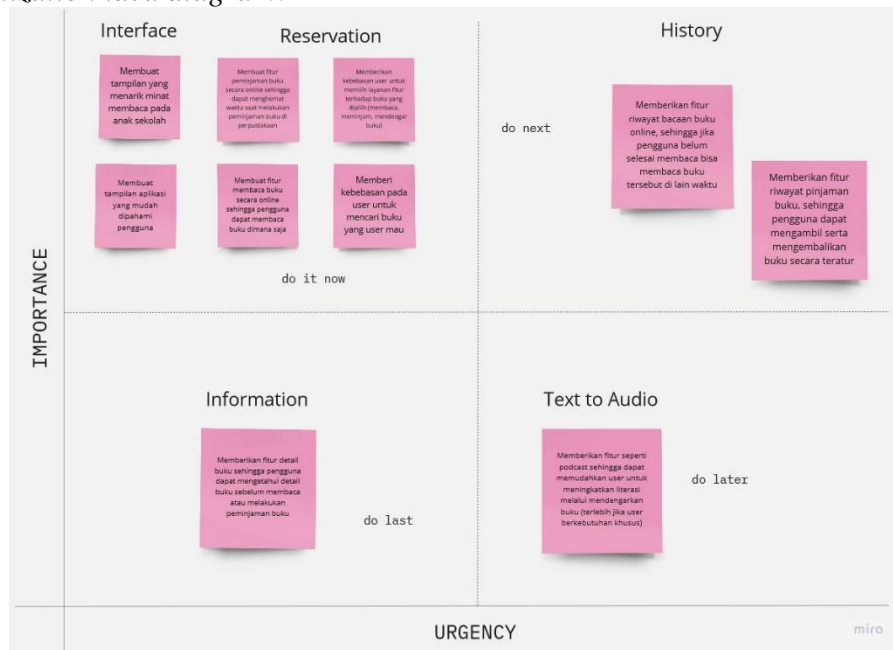 Interface
Reservation
History
Membuat
tampilan yang
menarik minat
membaca pada
anak sekolah
Membuat fitur
peminjaman buku
secara online sehingga
dapat menghemat
waktu saat melakukan
peminjaman buku di
perpustakaan
Memberikan
kebebasan user untuk
memilih layanan fitur
terhadap buku yang
dipilih (membaca,
meminjam, mendengar
buku)
do next
Memberikan fitur
riwayat bacaan buku
online, sehingga jika
pengguna belum
selesai membaca bisa
membaca buku
tersebut di lain waktu
Membuat
tampilan aplikasi
yang mudah
dipahami
pengguna
Membuat fitur
membaca buku
secara online
sehingga pengguna
dapat membaca
buku dimana saja
Memberi
kebebasan pada
user untuk
mencari buku
yang user mau
Memberikan fitur
riwayat pinjaman
buku, sehingga
pengguna dapat
mengambil serta
mengembalikan
buku secara teratur
do it now
IMPORTANCE
Information
Text to Audio
Memberikan fitur detail
buku sehingga pengguna
dapat mengetahui detail
buku sebelum membaca
atau melakukan
peminjaman buku
do last
Memberikan fitur seperti
podcast sehingga dapat
memudahkan user untuk
meningkatkan literasi
melalui mendengarkan
buku (terlebih jika user
berkebutuhan khusus)
do later
URGENCY
miro